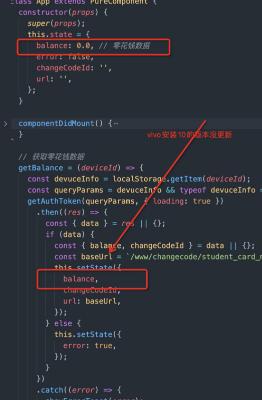 class App extends PureComponent {
constructor(props) {
super(props);
this.state = {
balance: 0.0, // 零花钱数据
error: false,
changeCodeId: '',
url: '',
};
}
componentDidMount() {
}
vivo安装10的版本没更新
// 获取零花钱数据
getBalance = (deviceId) => {
const devuceInfo = localStorage.getItem(deviceId);
const queryParams = devuceInfo && typeof devuceInfo =
getAuthToken(queryParams, { loading: true })
.then((res) => {
const { data } = res || {};
if (data) {
const { balance, changeCodeId } = data || {};
const baseUrl = `/www/changecode/student_card_
this.setState({
balance,
changeCodeId,
url: baseUrl,
});
} else {
this.setState({
error: true,
});
}
})
.catch((error) => {